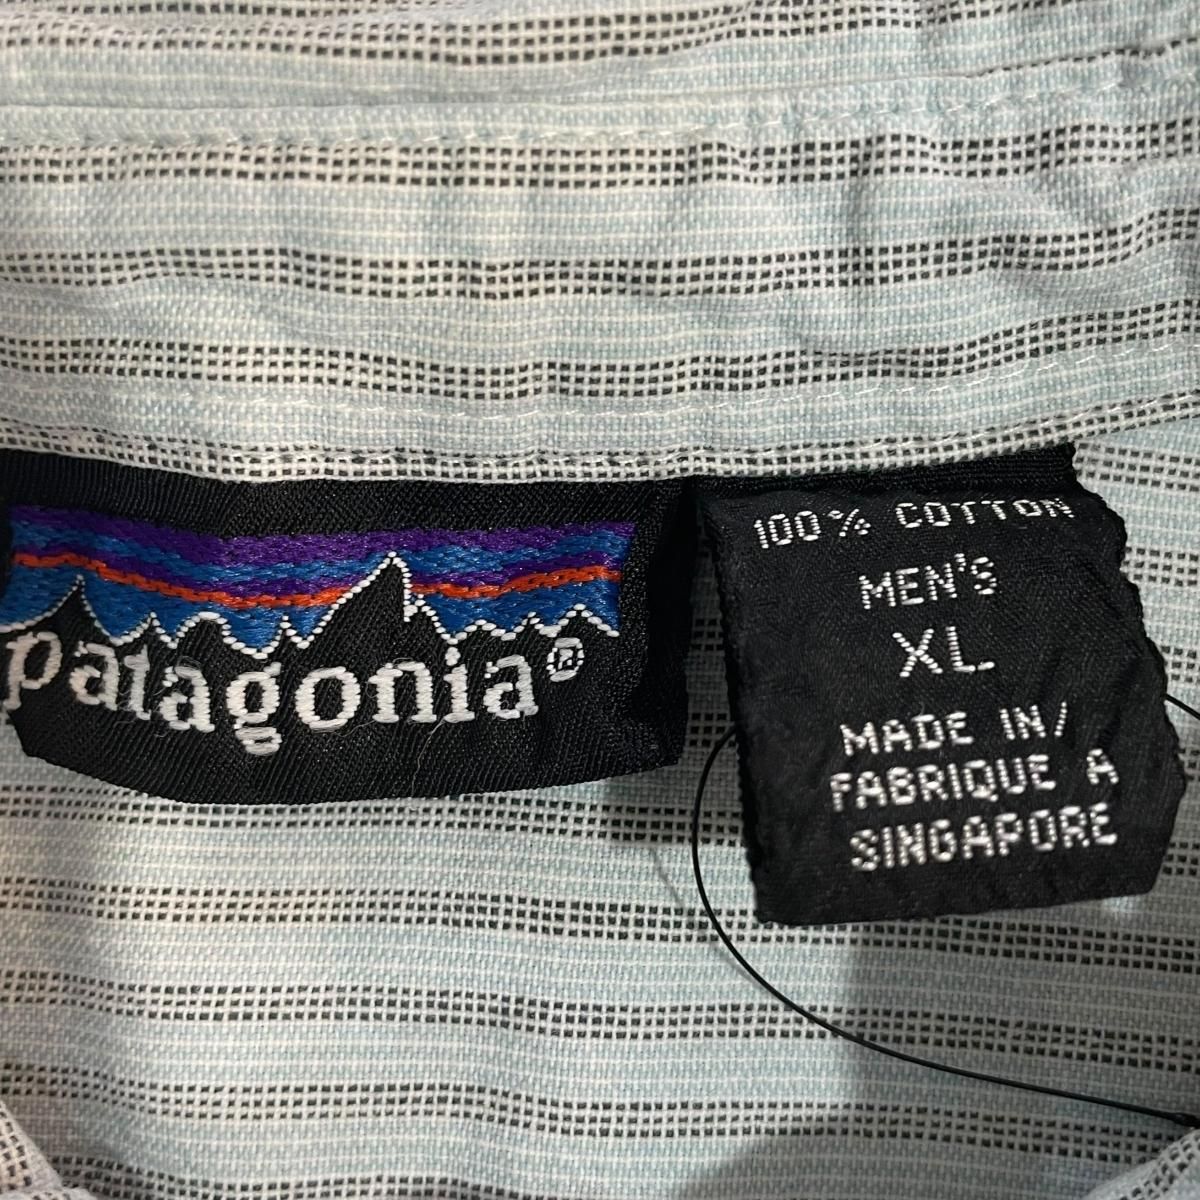 patagonia®
100% COTTON
MEN'S
XL
MADE IN/
FABRIQUE A
SINGAPORE